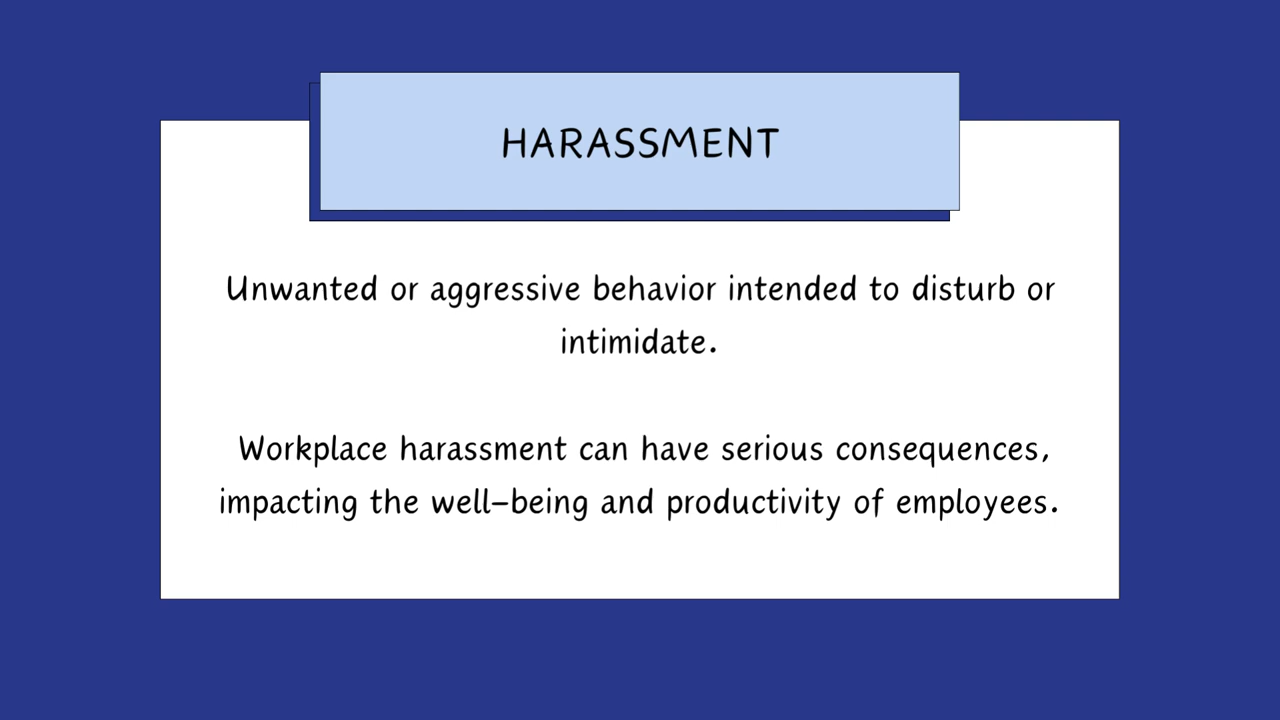 HARASSMENT
Unwanted or aggressive behavior intended to disturb or
intimidate.
Workplace harassment can have serious consequences,
impacting the well–being and productivity of employees.